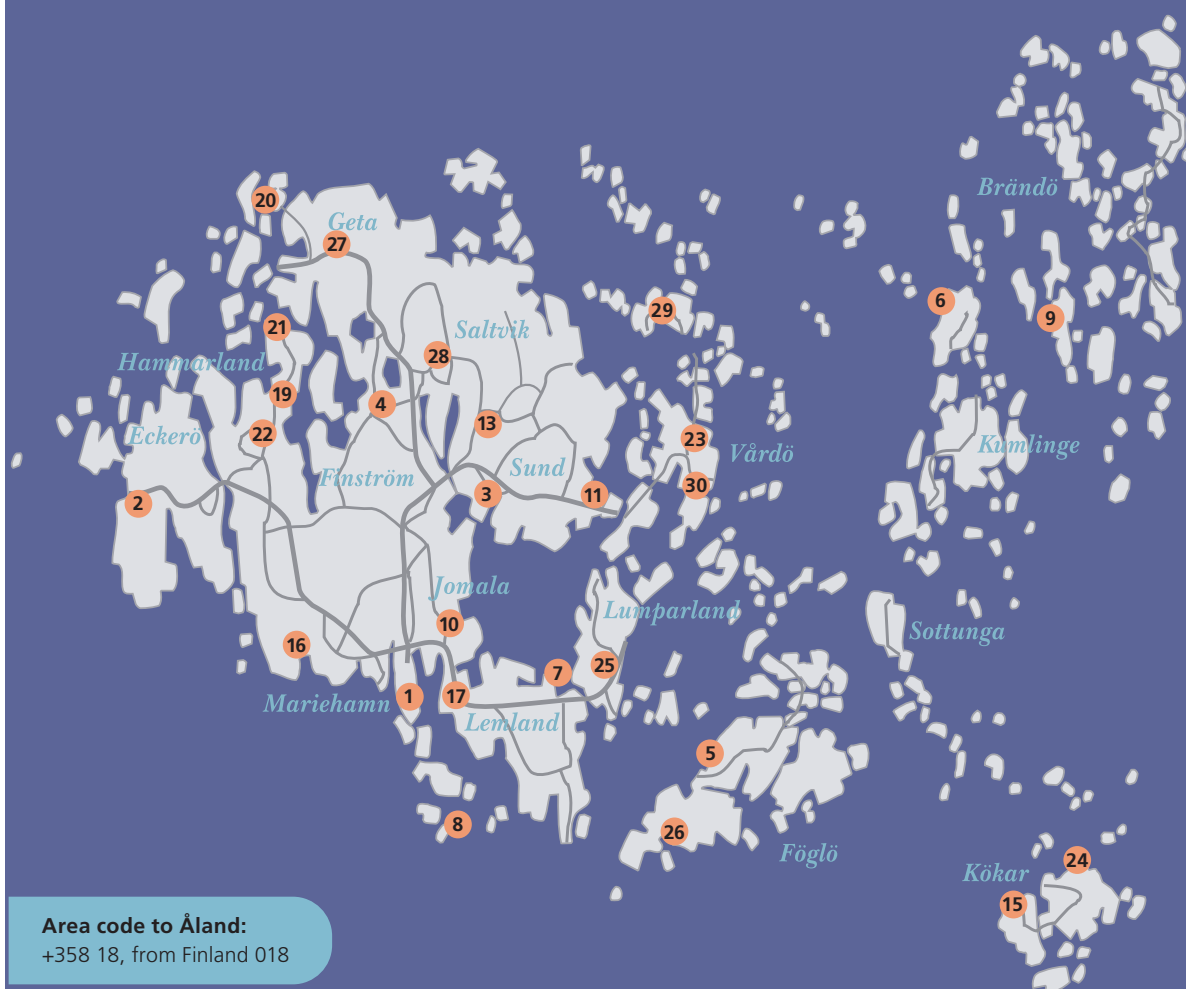 Brändö
20
Geta
27
6
29
9
21
Saltvik
28
Hammarland
19
4
13
Eckerö
22
23
Kumlinge
Vårdö
Sund
Finström
30
3
11
2
Jomala
Lumparland
10
Sottunga
16
25
7
Mariehamn
1
17
Lemland
5
8
26
Föglö
24
Kökar
15
Area code to Åland:
+358 18, from Finland 018